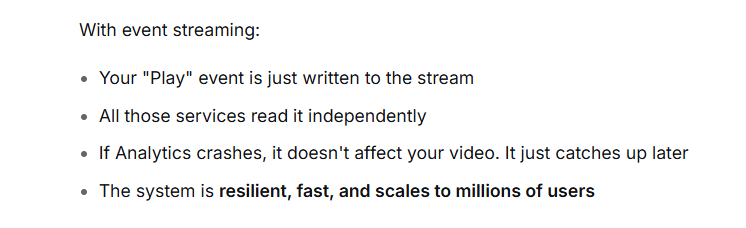 With event streaming:
• Your "Play" event is just written to the stream
• All those services read it independently
• If Analytics crashes, it doesn't affect your video. It just catches up later
• The system is resilient, fast, and scales to millions of users